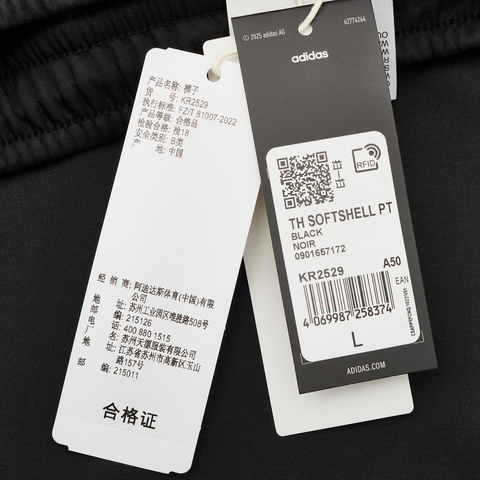 产品名称: 裤子
货 号: KR2529
执行标准: FZ/T 81007-2022
产品等级: 合格品
检验合格: 检18
安全类别: B类
产 地: 中国
经 销 商: 阿迪达斯体育(中国)有限
公司
地 址: 苏州工业园区唯胜路508号
邮 编: 215126
电 话: 400 880 1515
厂 名: 苏州天源服装有限公司
地 址: 江苏省苏州市高新区玉山
路157号
邮 编: 215011
合格证
© 2025 adidas AG
62774264
adidas
RFID
TH SOFTSHELL PT
BLACK
NOIR
0901657172
KR2529
A50
EAN
4 069987 258374
L
ADIDAS.COM